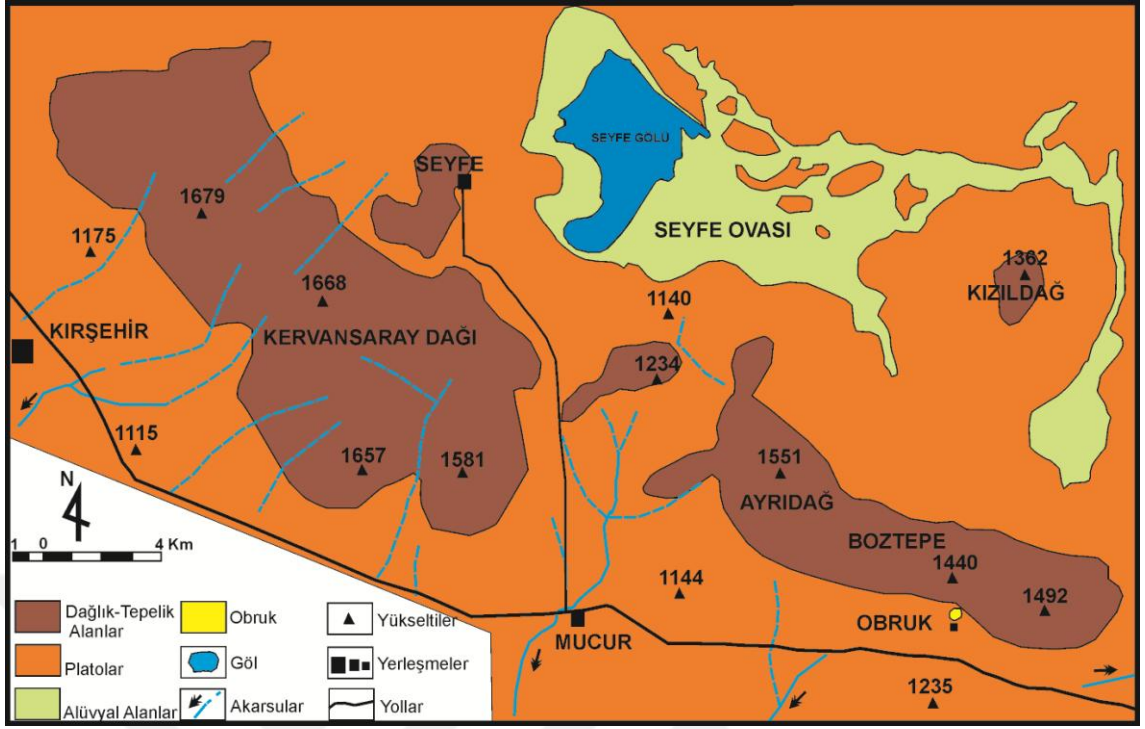 SEYFE GÖLÜ
SEYFE
1679
SEYFE OVASI
1175
1362
KIZILDAĞ
1668
1140
KIRŞEHİR
KERVANSARAY DAĞI
1234
1115
1657
1581
1551
AYRIDAĞ
N
BOZTEPE
1 0 4 Km
1440
1144
1492
OBRUK
MUCUR
1235
Dağlık-Tepelik
Alanlar
Obruk
Yükseltiler
Platolar
Göl
Yerleşmeler
Alüvyal Alanlar
Akarsular
Yollar